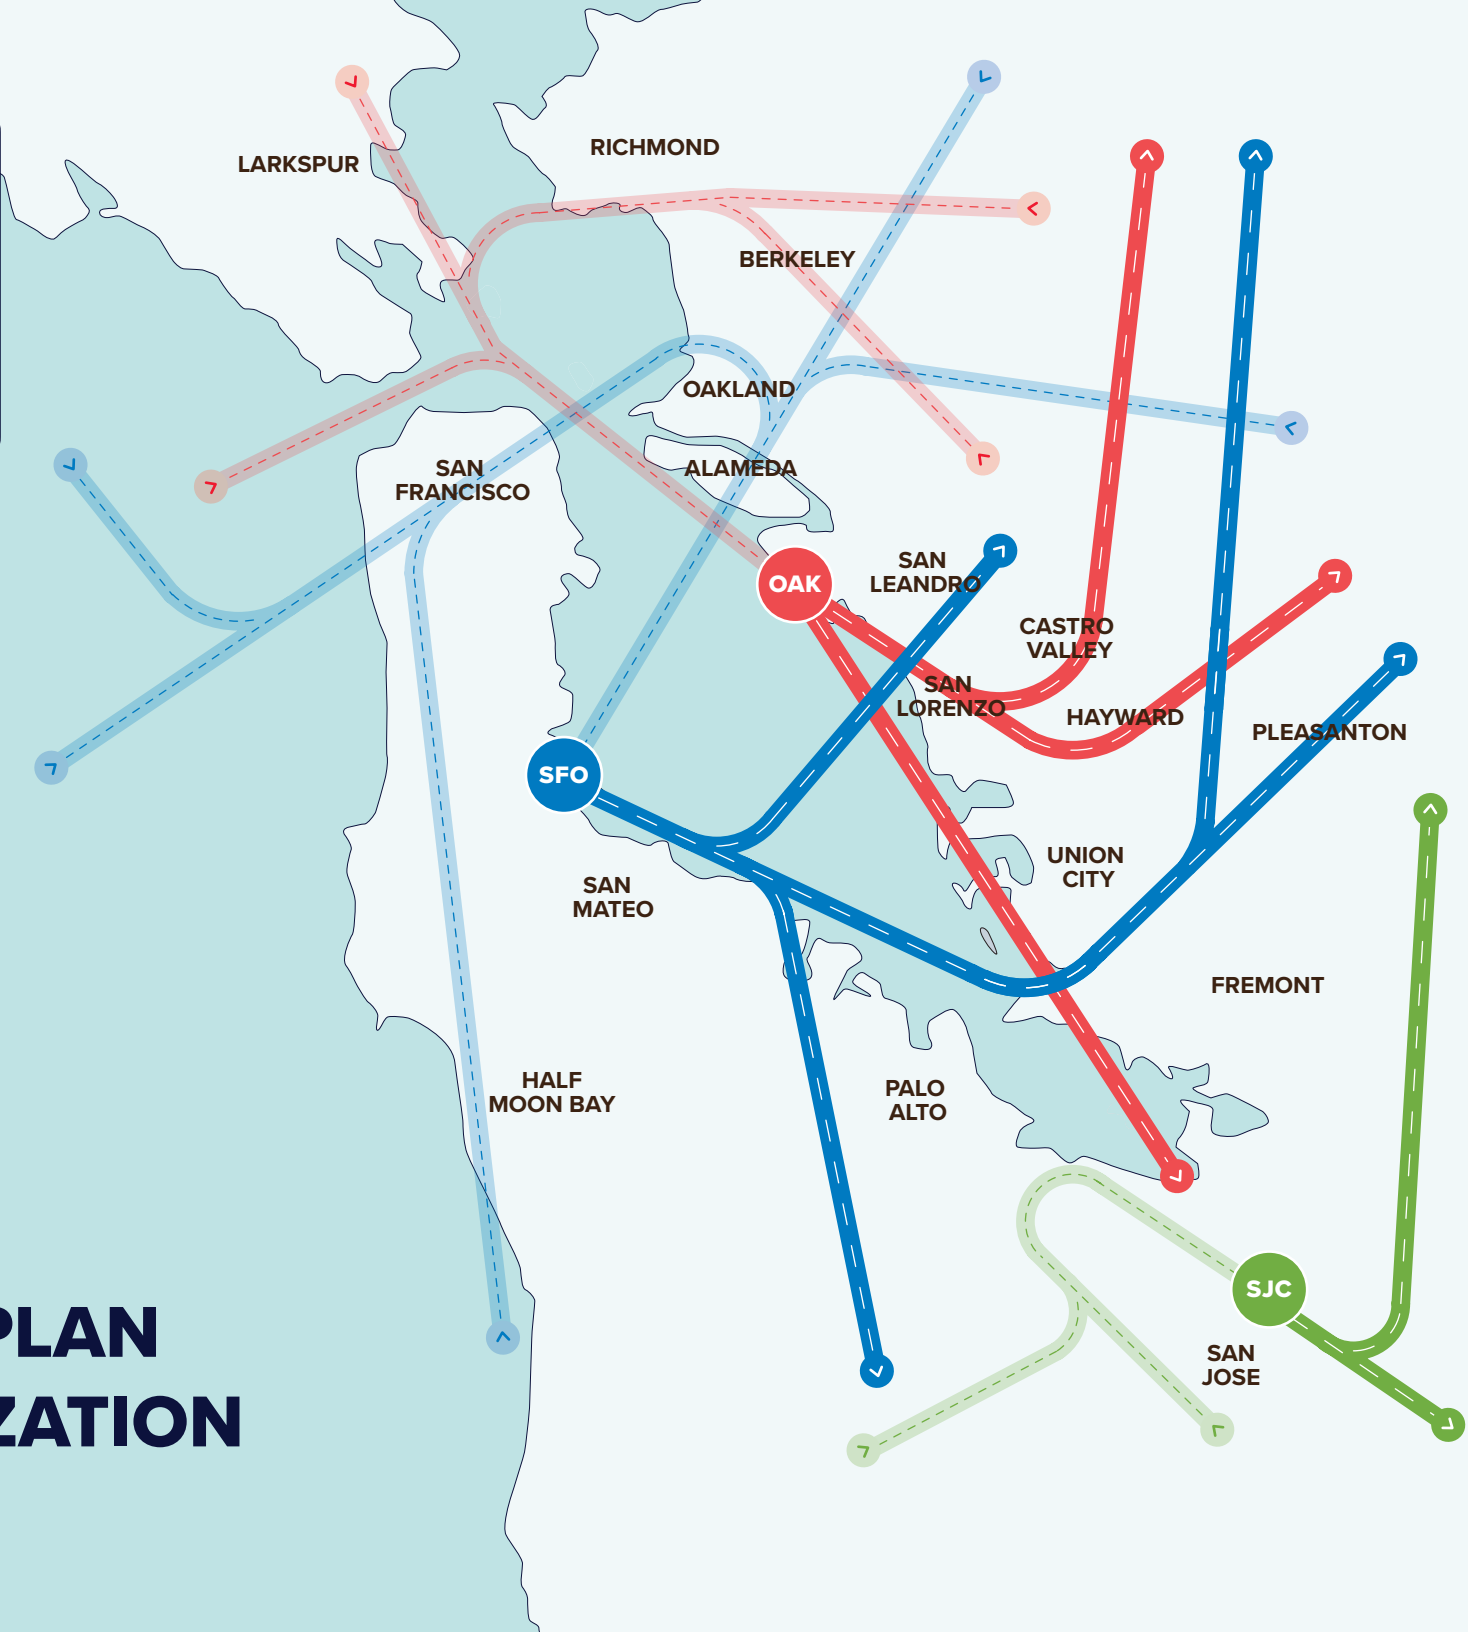 LARKSPUR
RICHMOND
BERKELEY
OAKLAND
ALAMEDA
SAN
FRANCISCO
OAK
SAN
LEANDRO
CASTRO
VALLEY
SAN
LORENZO
HAYWARD
PLEASANTON
SFO
UNION
CITY
SAN
MATEO
FREMONT
HALF
MOON BAY
PALO
ALTO
SJC
SAN
JOSE
PLAN
ZATION